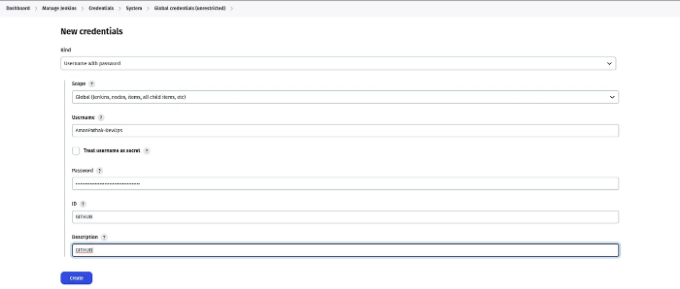 Dashboard > Manage Jenkins > Credentials > System > Global credentials (unrestricted) >
New credentials
Kind
Username with password
Scope ?
Global (Jenkins, nodes, items, all child items, etc)
Username ?
AmanPathak-DevOps
Treat username as secret ?
Password ?
ID ?
GITHUB
Description ?
GITHUB
Create